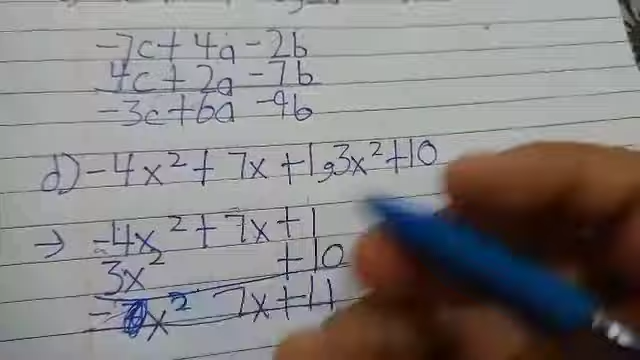 -7c+4a-2b
4c+2a-7b
-3c+6a-9b
d) -4x²+7x+1, 3x²+10
→ -4x²+7x+1
3x² +10
-x² 7x+11